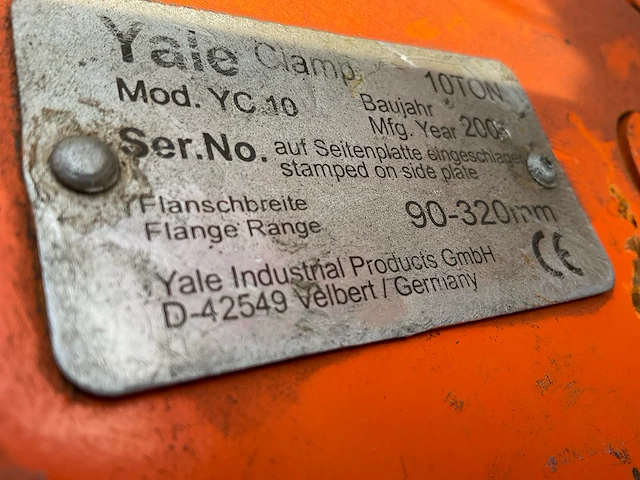 Yale Clamp 10TON
Mod. YC 10
Baujahr
Mfg. Year
Ser.No. auf Seitenplatte eingeschlagen
stamped on side plate
Flanschbreite
Flange Range 90-320mm
Yale Industrial Products GmbH
D-42549 Velbert / Germany
CE